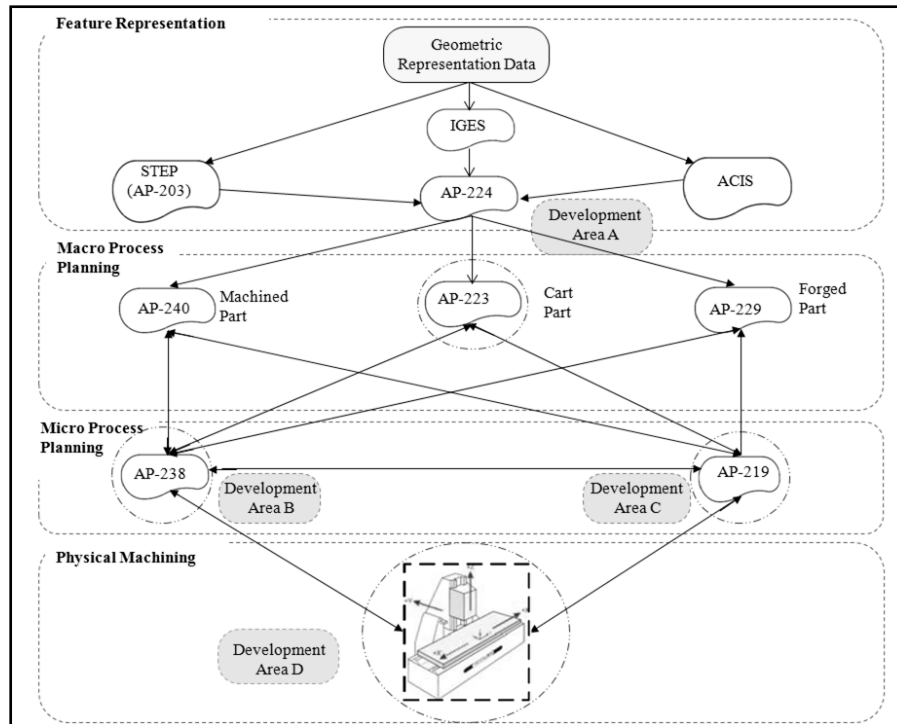 Feature Representation
Geometric
Representation Data
IGES
STEP
(AP-203)
AP-224
ACIS
Development
Area A
Macro Process
Planning
AP-240
Machined
Part
AP-223
Cart
Part
AP-229
Forged
Part
Micro Process
Planning
AP-238
Development
Area B
Development
Area C
AP-219
Physical Machining
Development
Area D